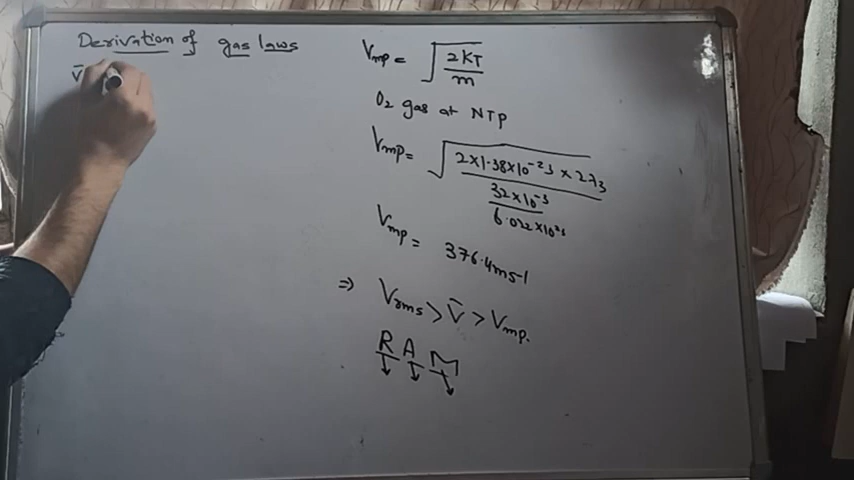 Derivation of gas laws
v̄
Vmp = √(2KT/m)
O₂ gas at NTP
Vmp = √((2×1.38×10⁻²³ × 273)/(32×10⁻³/6.022×10²³))
Vmp = 376.4ms-1
⇒ Vrms > V̄ > Vmp.
R A M